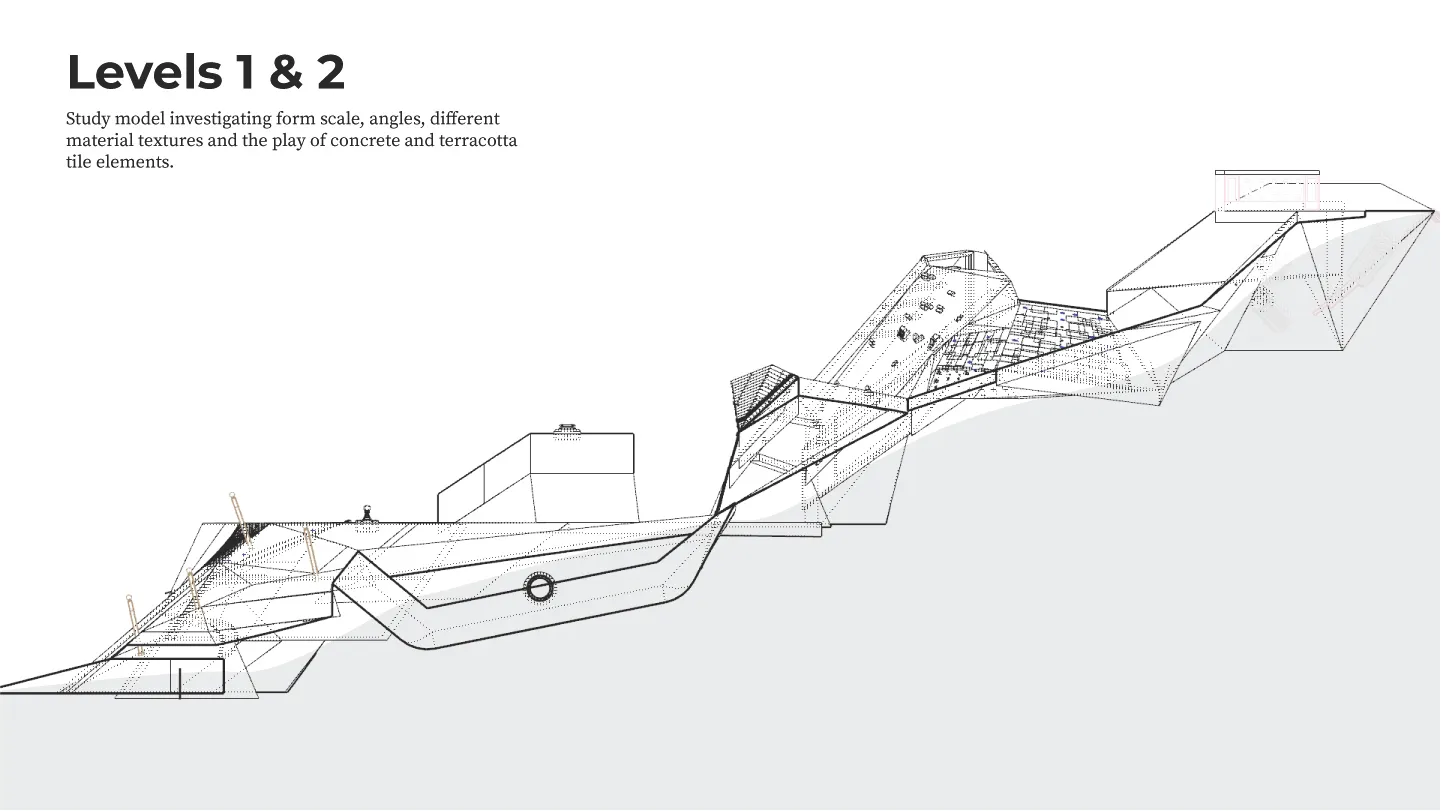 Levels 1 & 2
Study model investigating form scale, angles, different
material textures and the play of concrete and terracotta
tile elements.